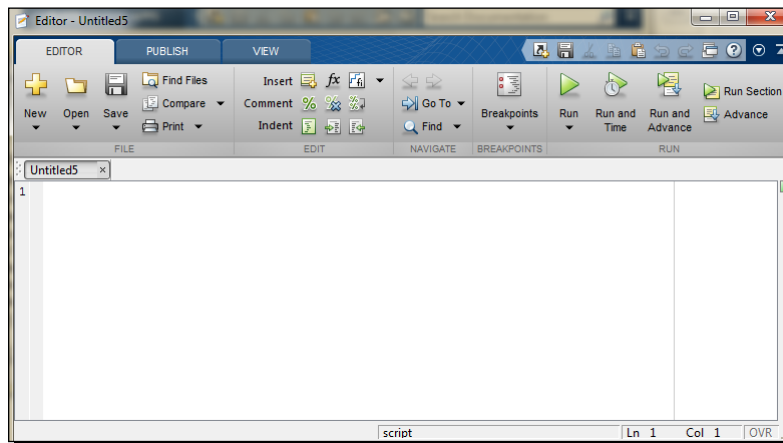 Editor - Untitled5
EDITOR PUBLISH VIEW
Find Files Insert fx fi
New Open Save Compare Comment % % % Go To Breakpoints Run Run and Time Run and Advance Run Section
Print Indent Find Advance
FILE EDIT NAVIGATE BREAKPOINTS RUN
Untitled5
1
script Ln 1 Col 1 OVR